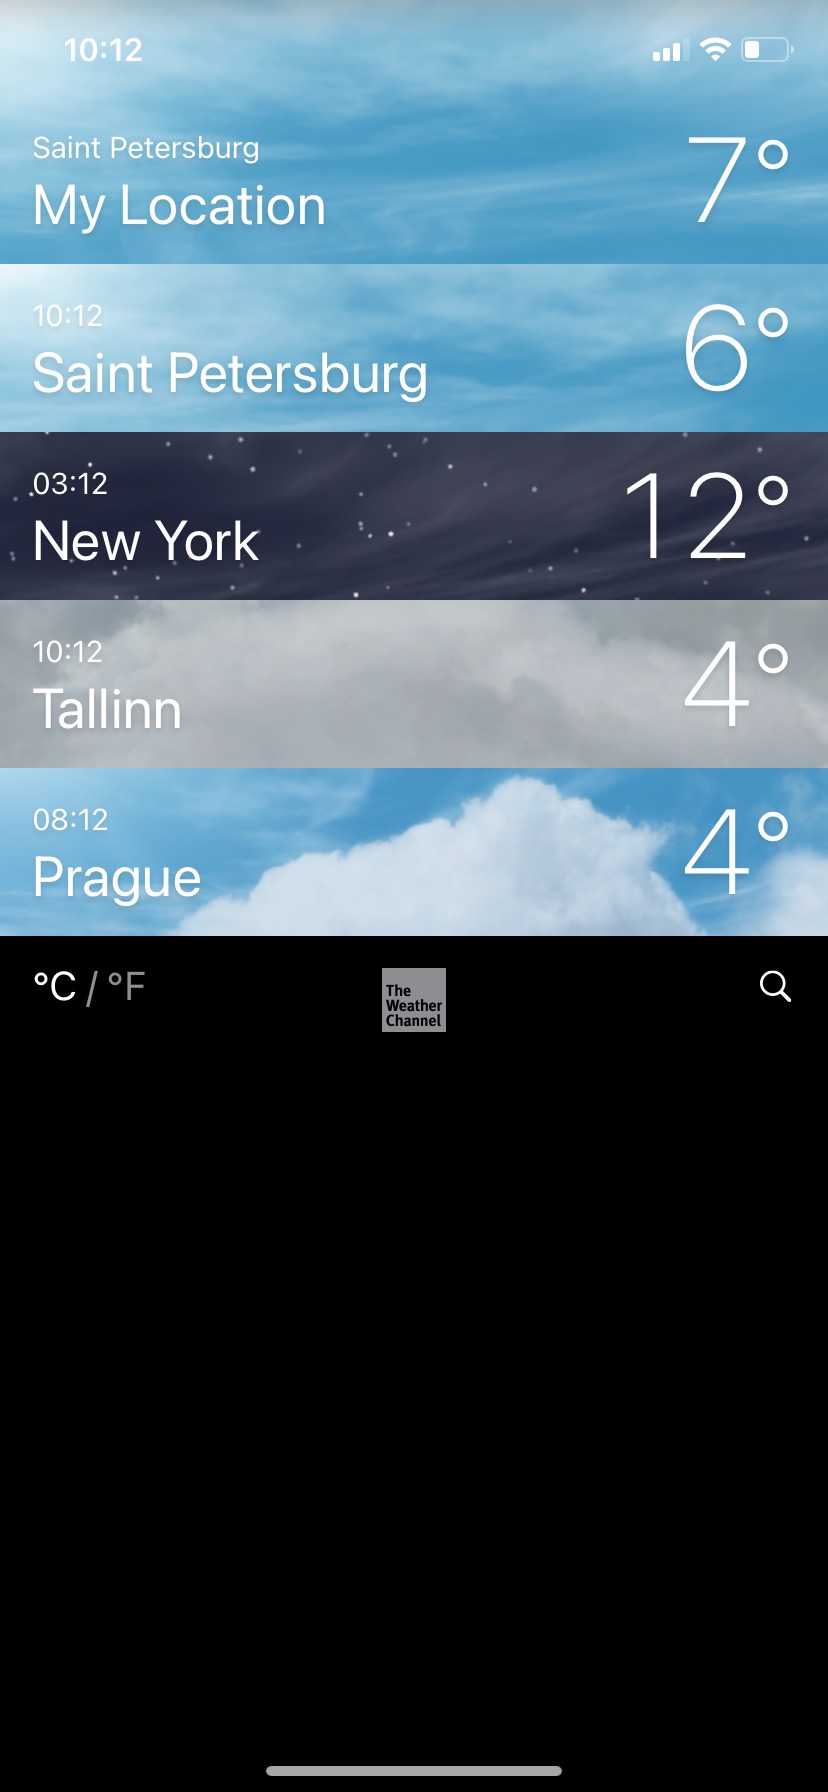 10:12
Saint Petersburg
My Location
7°
10:12
Saint Petersburg
6°
03:12
New York
12°
10:12
Tallinn
4°
08:12
Prague
4°
°C / °F
The
Weather
Channel